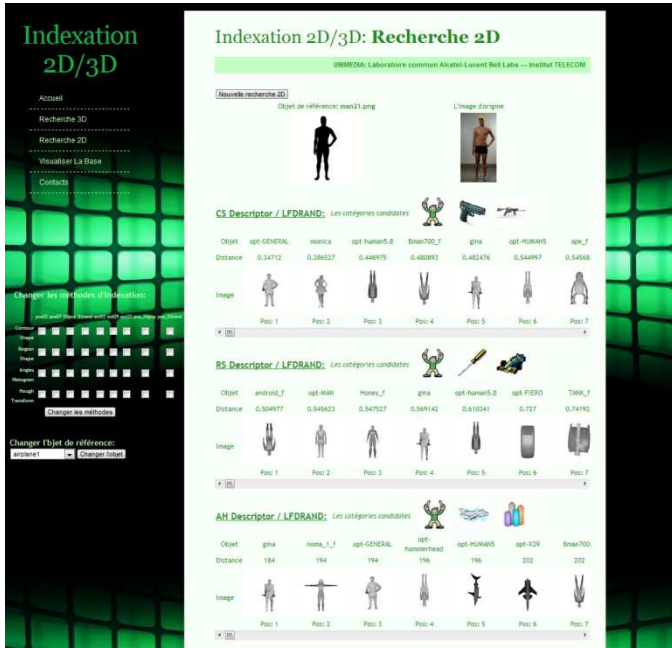 Indexation
2D/3D
Accueil
Recherche 3D
Recherche 2D
Visualiser La Base
Contacts
Changer les méthodes d'indexation:
Contour
Shape
Region
Shape
Angles
Histogram
Hough
Transform
Changer les méthodes
Changer l'bjet de référence:
airplane1 Changer l'objet
Indexation 2D/3D: Recherche 2D
UBIMEDIA: Laboratoire commun Alcatel-Lucent Bell Labs — Institut TELECOM
Nouvelle recherche 2D
Objet de référence: man21.png L'image d'origine
CS Descriptor / LFDRAND: Les catégories candidates
Objet opt-GENERAL monica opt-human5.8 8man700_f gina opt-HUMAN5 ape_f
Distance 0.34712 0.386527 0.446975 0.480893 0.482476 0.544997 0.54568
Image
Pos: 1 Pos: 2 Pos: 3 Pos: 4 Pos: 5 Pos: 6 Pos: 7
RS Descriptor / LFDRAND: Les catégories candidates
Objet android_f opt-MAN Honey_f gina opt-human5.8 opt-FIERO TANK_f
Distance 0.504977 0.545623 0.547527 0.569142 0.610341 0.727 0.74192
Image
Pos: 1 Pos: 2 Pos: 3 Pos: 4 Pos: 5 Pos: 6 Pos: 7
AH Descriptor / LFDRAND: Les catégories candidates
Objet gina noma_1_f opt-GENERAL opt-hammerhead opt-HUMAN5 opt-X29 8man700
Distance 184 194 194 196 196 202 202
Image
Pos: 1 Pos: 2 Pos: 3 Pos: 4 Pos: 5 Pos: 6 Pos: 7